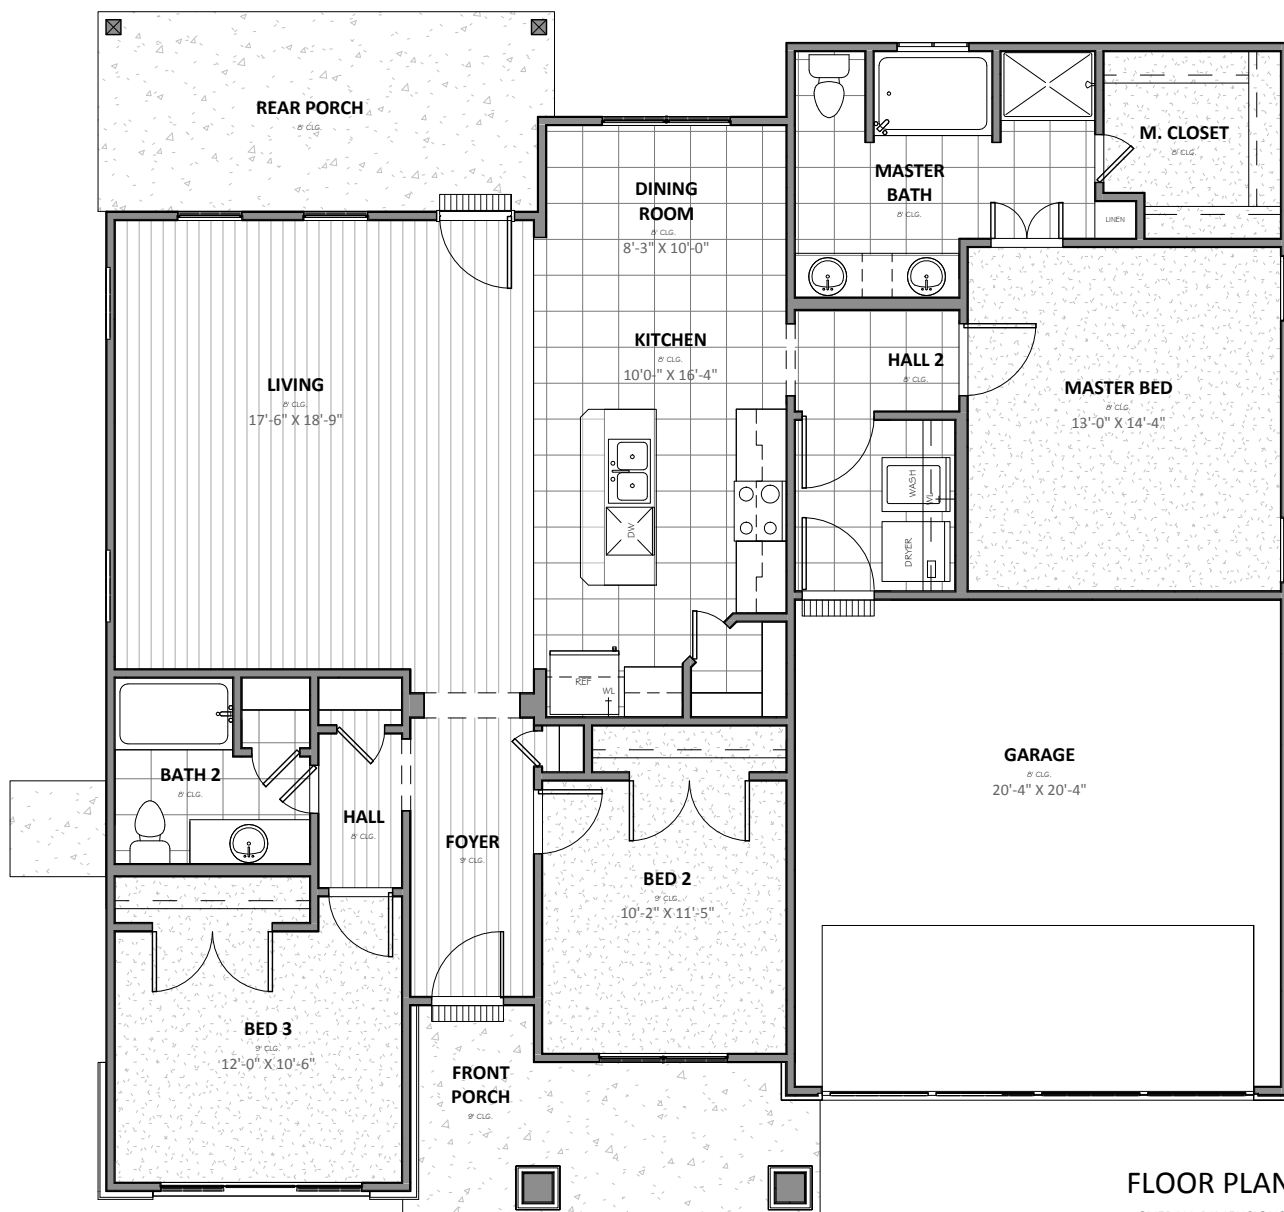 REAR PORCH
8' CLG.
DINING
ROOM
8' CLG.
8'-3" X 10'-0"
MASTER
BATH
8' CLG.
M. CLOSET
8' CLG.
LINEN
KITCHEN
8' CLG.
10'0-" X 16'-4"
HALL 2
8' CLG.
LIVING
8' CLG.
17'-6" X 18'-9"
MASTER BED
8' CLG.
13'-0" X 14'-4"
WASH
WL
DW
DRYER
REF
WL
GARAGE
8' CLG.
20'-4" X 20'-4"
BATH 2
8' CLG.
HALL
8' CLG.
FOYER
9' CLG.
BED 2
9' CLG.
10'-2" X 11'-5"
BED 3
9' CLG.
12'-0" X 10'-6"
FRONT
PORCH
9' CLG.
FLOOR PLAN